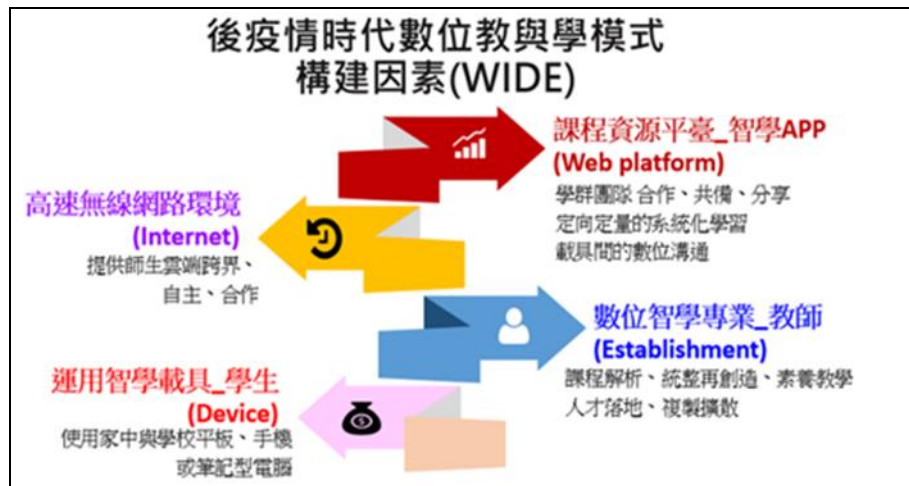 後疫情時代數位教與學模式
構建因素(WIDE)
課程資源平臺_智學APP
(Web platform)
學群團隊 合作、共備、分享
定向定量的系統化學習
載具間的數位溝通
高速無線網路環境
(Internet)
提供師生雲端跨界、
自主、合作
數位智學專業_教師
(Establishment)
課程解析、統整再創造、素養教學
人才落地、複製擴散
運用智學載具_學生
(Device)
使用家中與學校平板、手機
或筆記型電腦